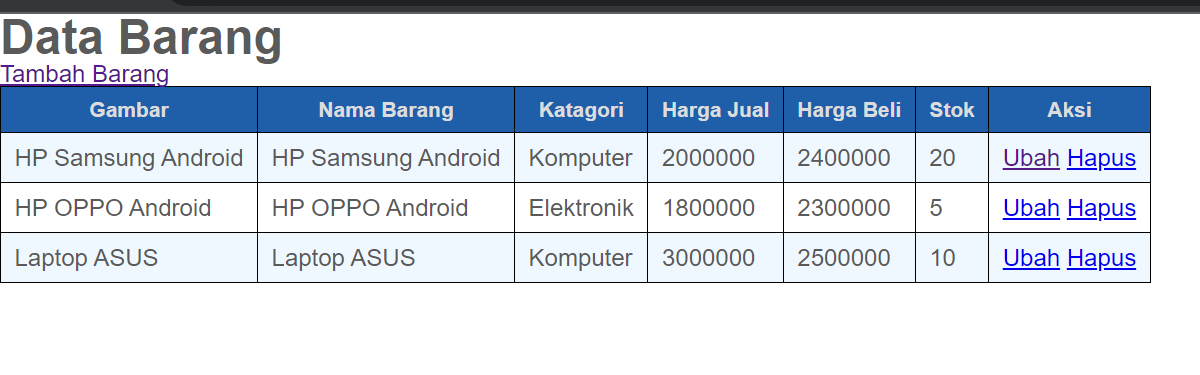 Data Barang
Tambah Barang
Gambar Nama Barang Katagori Harga Jual Harga Beli Stok Aksi
HP Samsung Android HP Samsung Android Komputer 2000000 2400000 20 Ubah Hapus
HP OPPO Android HP OPPO Android Elektronik 1800000 2300000 5 Ubah Hapus
Laptop ASUS Laptop ASUS Komputer 3000000 2500000 10 Ubah Hapus